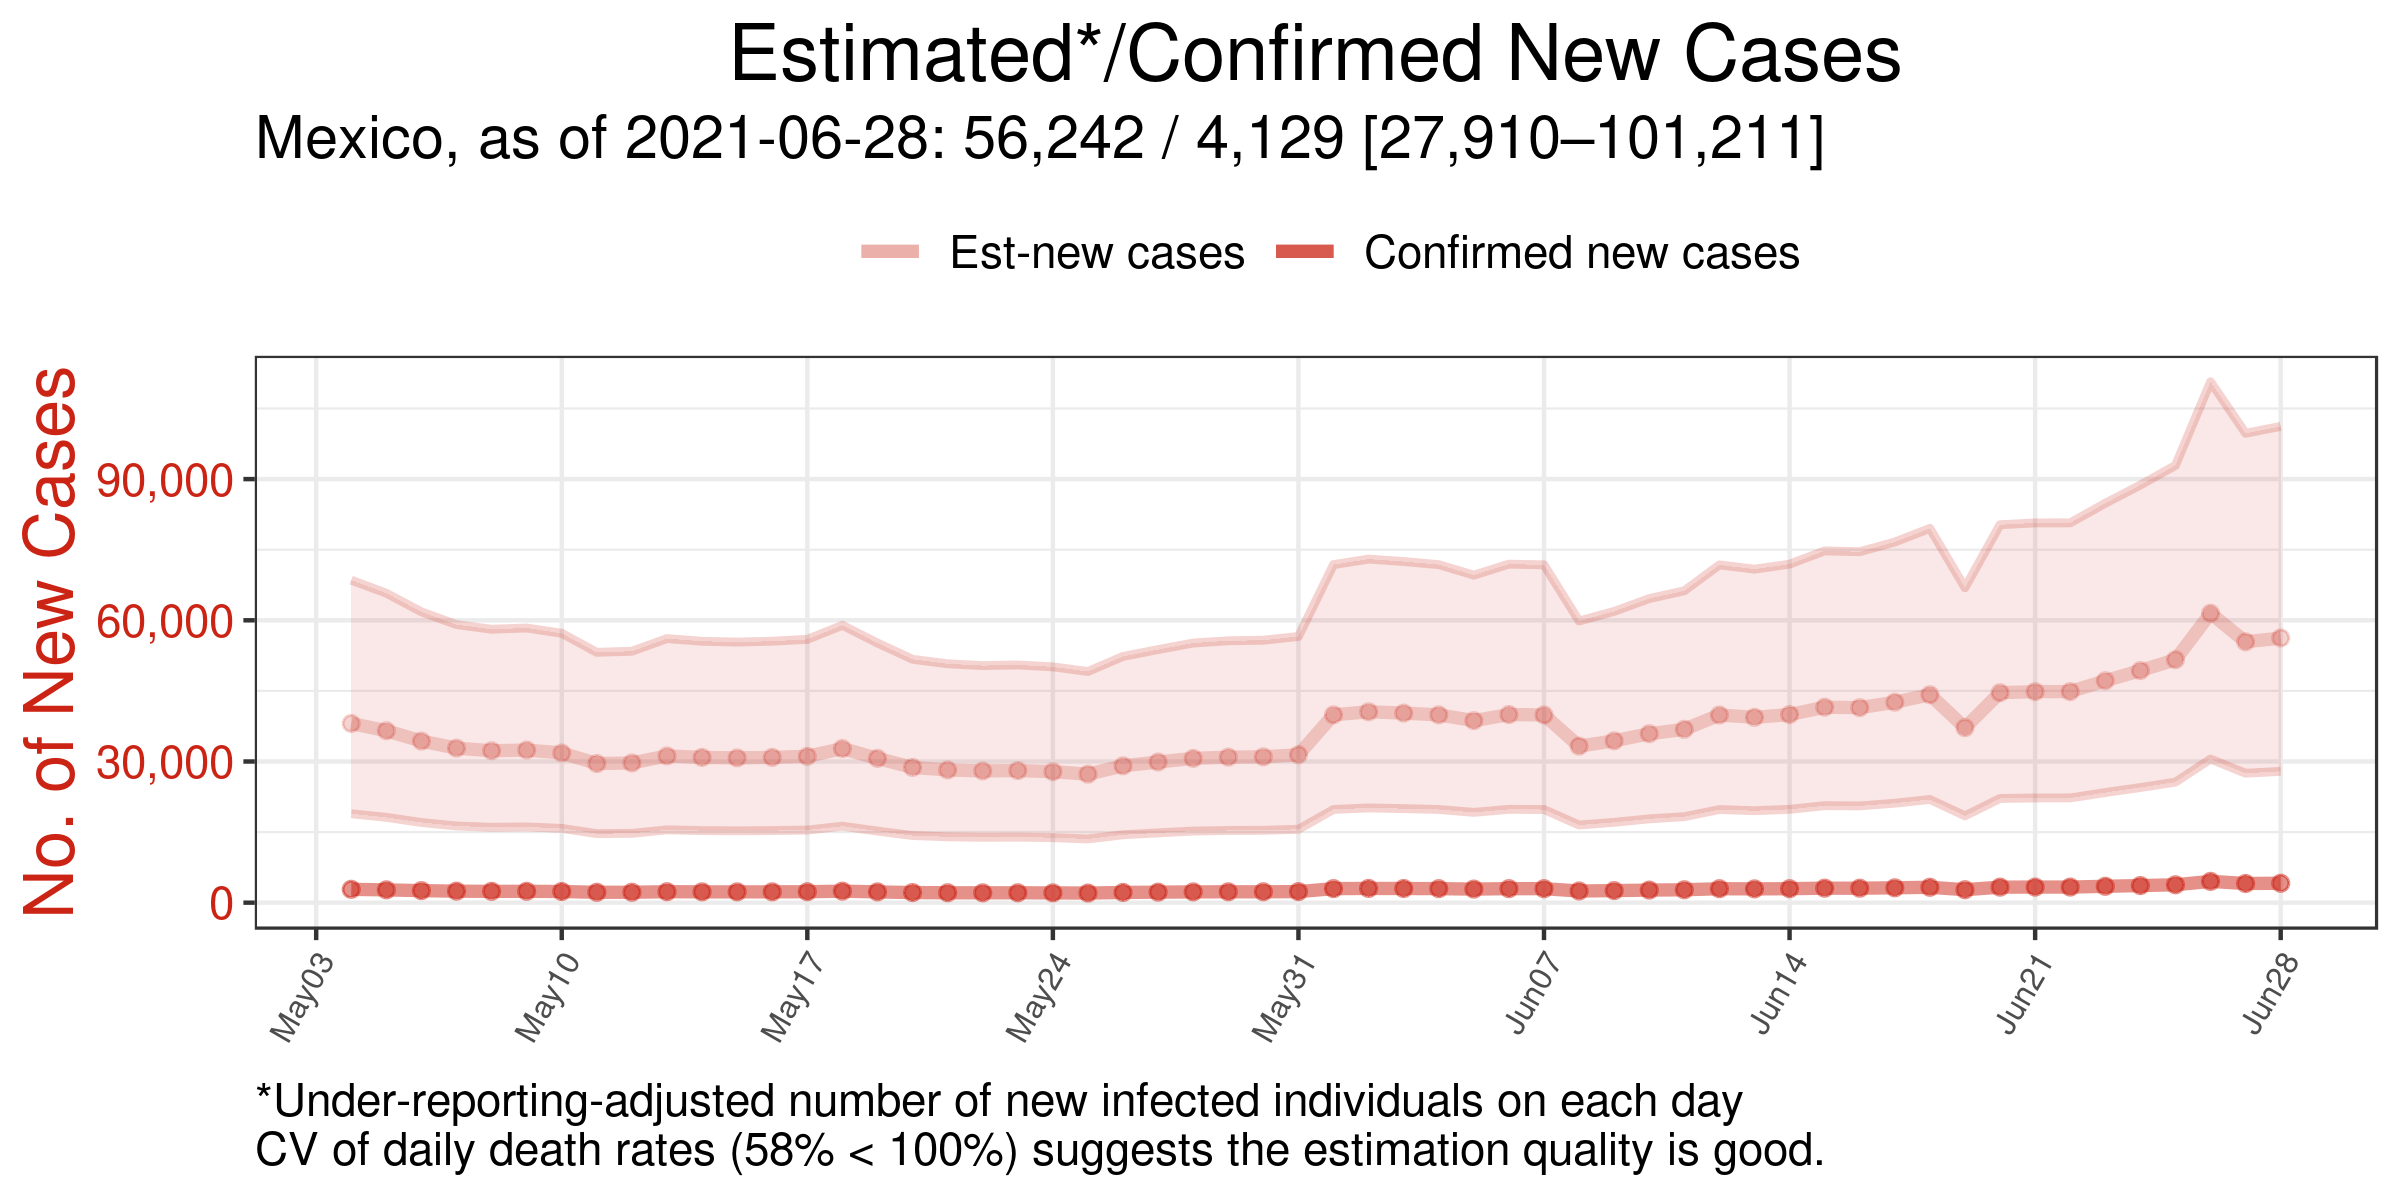 Estimated*/Confirmed New Cases
Mexico, as of 2021-06-28: 56,242 / 4,129 [27,910–101,211]
Est-new cases Confirmed new cases
No. of New Cases
90,000
60,000
30,000
0
May03 May10 May17 May24 May31 Jun07 Jun14 Jun21 Jun28
*Under-reporting-adjusted number of new infected individuals on each day
CV of daily death rates (58% < 100%) suggests the estimation quality is good.